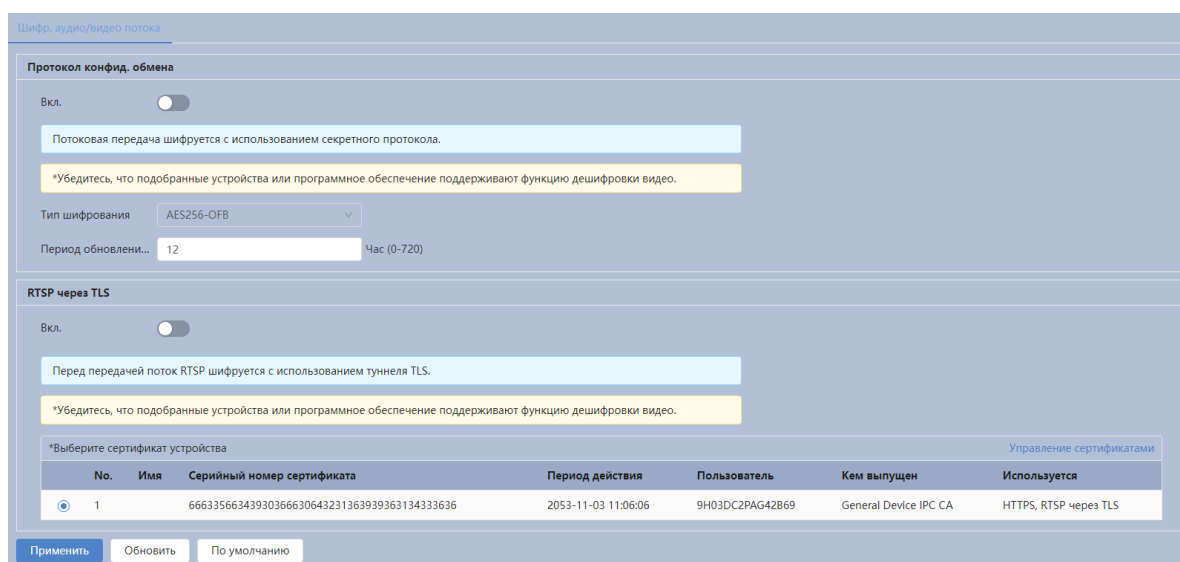 Шифр. аудио/видео потока
Протокол конфид. обмена
Вкл.
Потоковая передача шифруется с использованием секретного протокола.
*Убедитесь, что подобранные устройства или программное обеспечение поддерживают функцию дешифровки видео.
Тип шифрования AES256-OFB
Период обновлени... 12 Час (0-720)
RTSP через TLS
Вкл.
Перед передачей поток RTSP шифруется с использованием туннеля TLS.
*Убедитесь, что подобранные устройства или программное обеспечение поддерживают функцию дешифровки видео.
*Выберите сертификат устройства Управление сертификатами
No. Имя Серийный номер сертификата Период действия Пользователь Кем выпущен Используется
1 66633566343930366630643231363939363134333636 2053-11-03 11:06:06 9H03DC2PAG42B69 General Device IPC CA HTTPS, RTSP через TLS
Применить Обновить По умолчанию